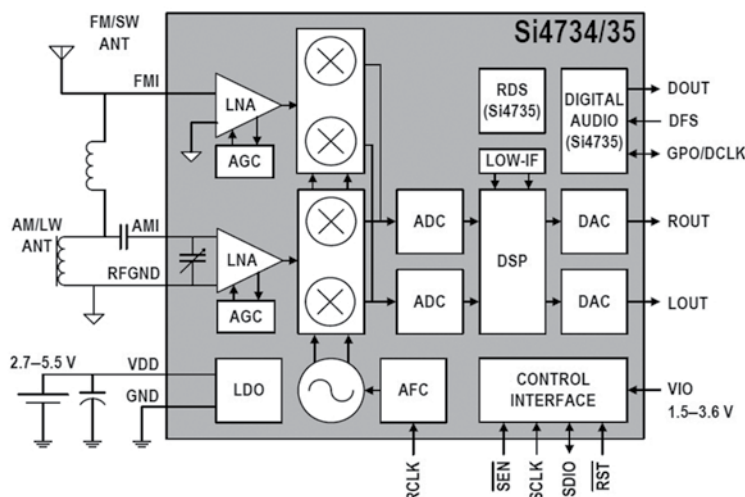 FM/SW
ANT
Si4734/35
FMI
LNA
AGC
RDS
(Si4735)
DIGITAL
AUDIO
(Si4735)
DOUT
DFS
GPO/DCLK
LOW-IF
AM/LW
ANT
AMI
RFGND
LNA
AGC
ADC
ADC
DSP
DAC
DAC
ROUT
LOUT
2.7–5.5 V
VDD
GND
LDO
AFC
CONTROL
INTERFACE
VIO
1.5–3.6 V
RCLK
SEN
SCLK
SDIO
RST